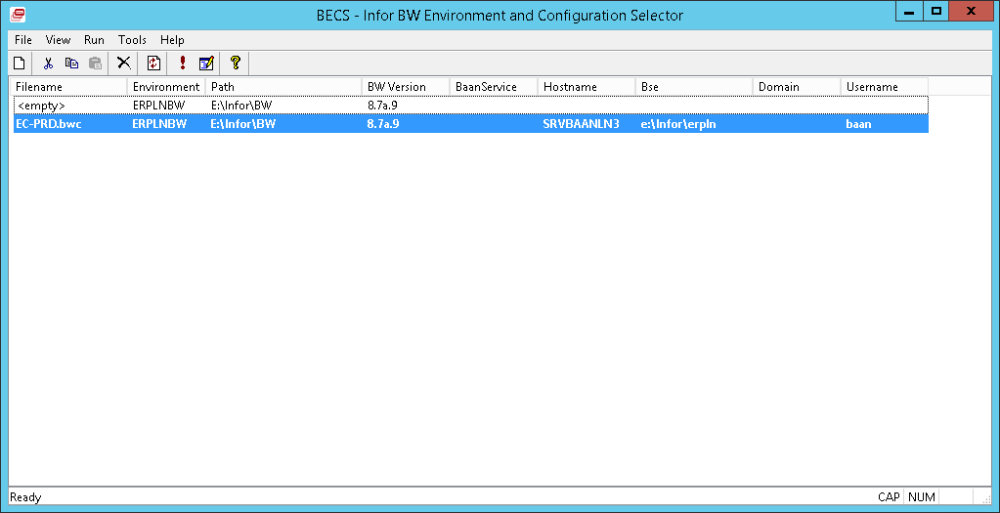 BECS - Infor BW Environment and Configuration Selector
File View Run Tools Help
Filename Environment Path BW Version BaanService Hostname Bse Domain Username
<empty> ERPLNBW E:\Infor\BW 8.7a.9
EC-PRD.bwc ERPLNBW E:\Infor\BW 8.7a.9 SRVBAANLN3 e:\Infor\erpln baan
Ready CAP NUM